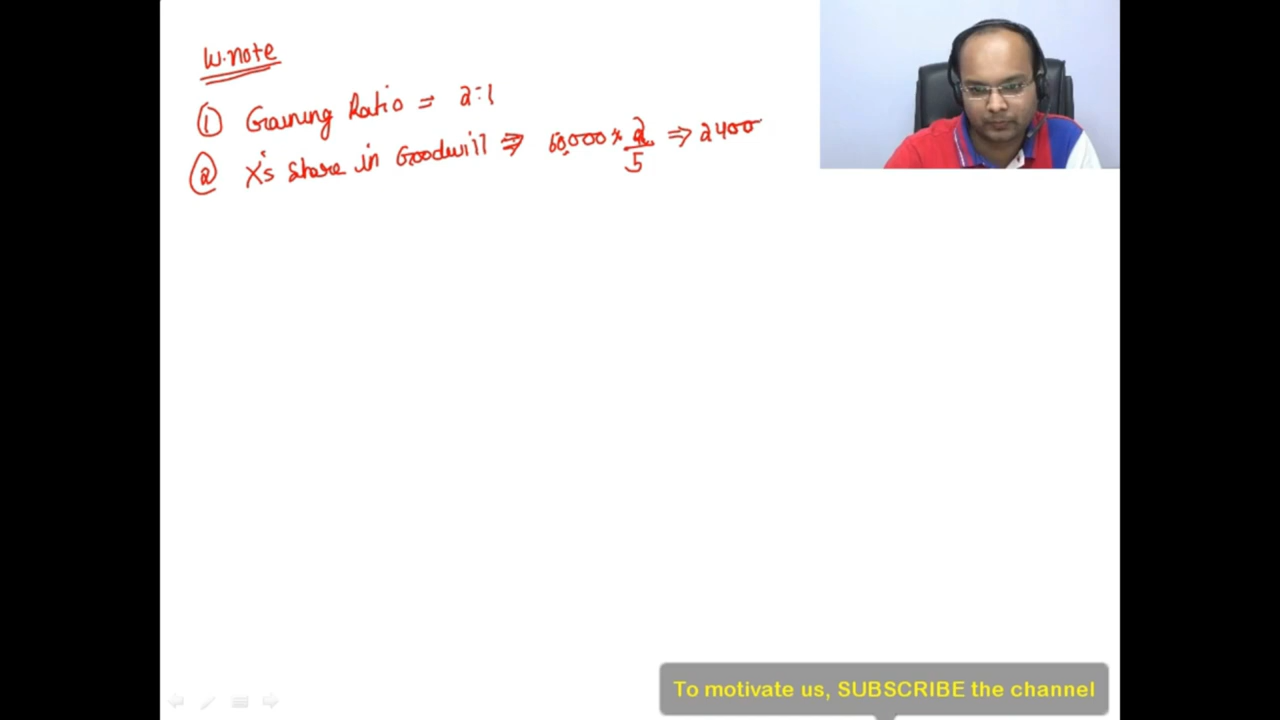 W.note
① Gaining Ratio = 2:1
② X's Share in Goodwill ⇒ 60,000 × 2/5 ⇒ 2400
To motivate us, SUBSCRIBE the channel